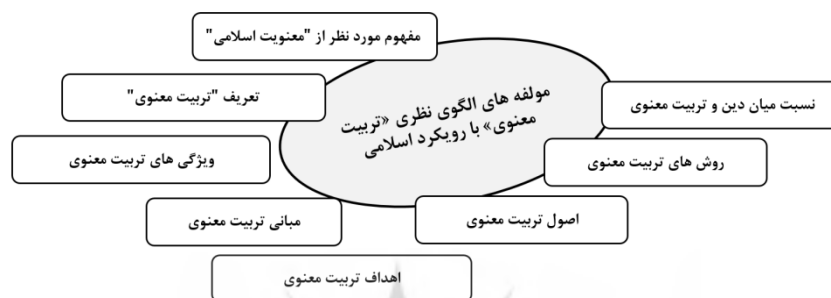 مفهوم مورد نظر از "معنویت اسلامی"
تعریف "تربیت معنوی"
مولفه های الگوی نظری «تربیت
معنوی» با رویکرد اسلامی
نسبت میان دین و تربیت معنوی
ویژگی های تربیت معنوی
روش های تربیت معنوی
مبانی تربیت معنوی
اصول تربیت معنوی
اهداف تربیت معنوی